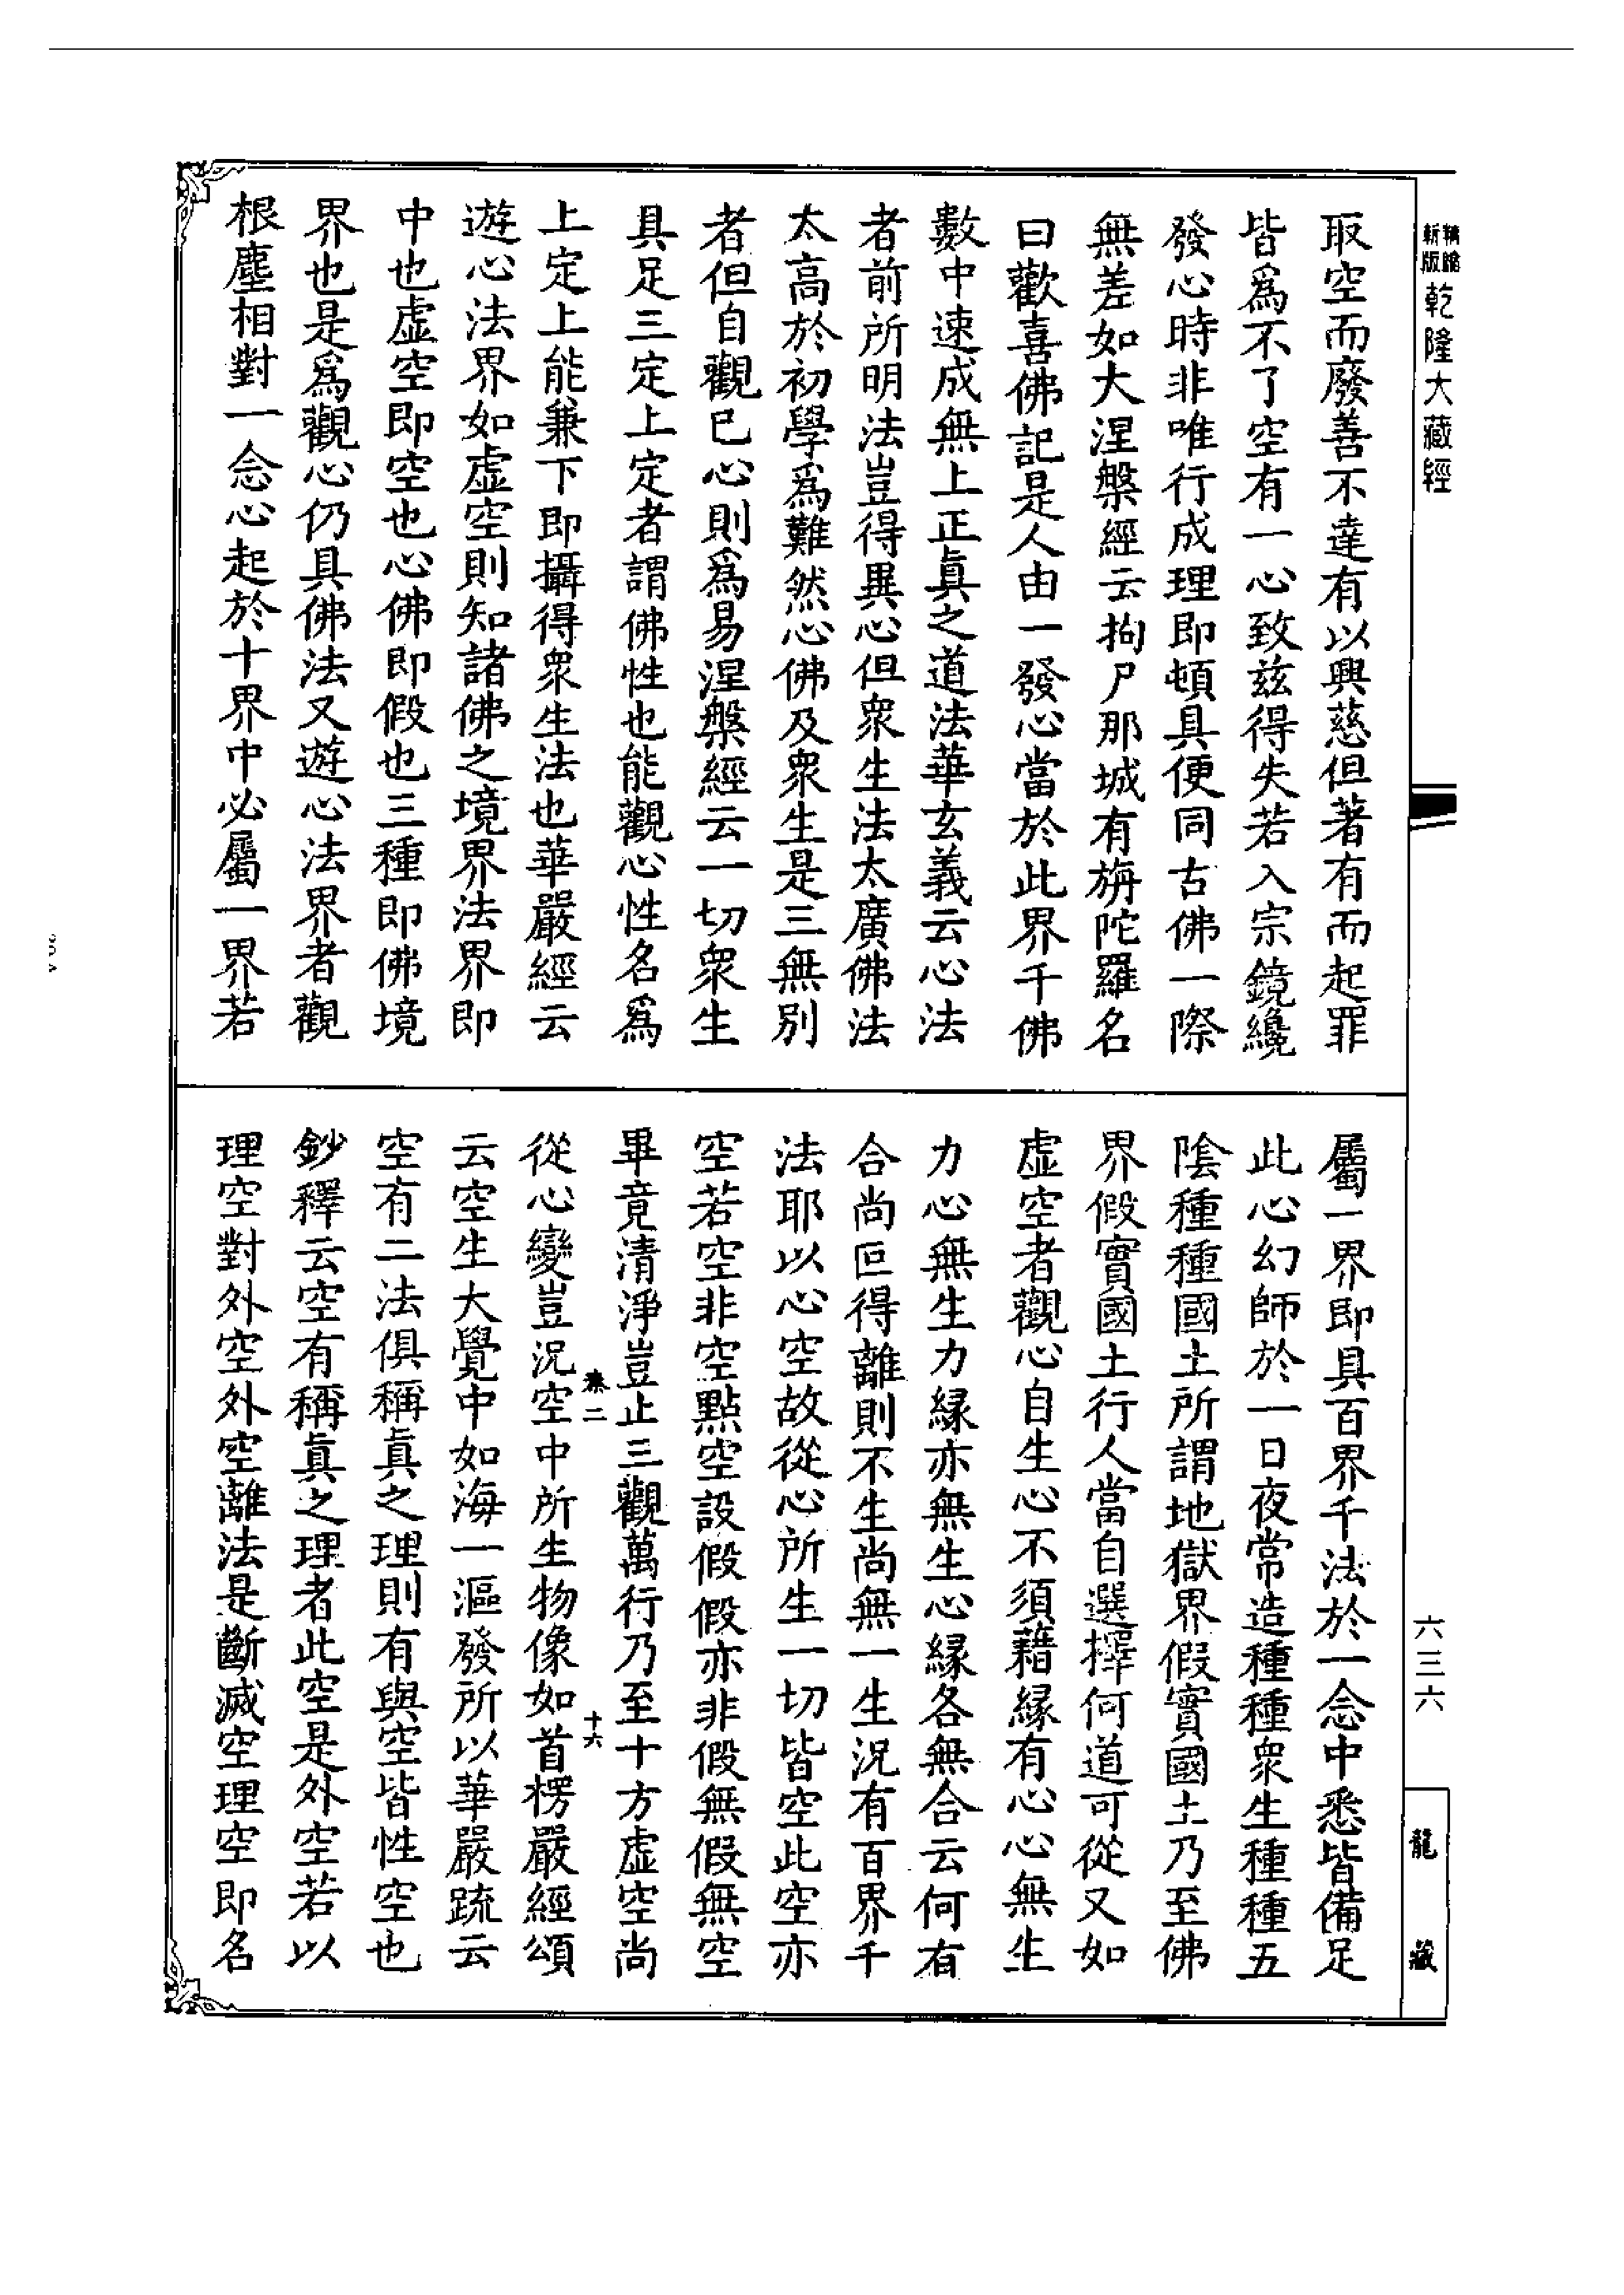 新版
精縮
乾隆大藏經
取空而廢善不達有以興慈但著有而起罪
皆爲不了空有一心致兹得失若入宗鏡纔
發心時非唯行成理即頓具便同古佛一際
無差如大涅槃經云拘尸那城有旃陀羅名
曰歡喜佛記是人由一發心當於此界千佛
數中速成無上正眞之道法華玄義云心法
者前所明法豈得異心但衆生法太廣佛法
太高於初學爲難然心佛及衆生是三無別
者但自觀已心則爲易涅槃經云一切衆生
具足三定上定者謂佛性也能觀心性名爲
上定上能兼下即攝得衆生法也華嚴經云
遊心法界如虛空則知諸佛之境界法界即
中也虛空即空也心佛即假也三種即佛境
界也是爲觀心仍具佛法又遊心法界者觀
根塵相對一念心起於十界中必屬一界若
屬一界即具百界千法於一念中悉皆備足
此心幻師於一日夜常造種種衆生種種五
陰種種國土所謂地獄界假實國土乃至佛
界假實國土行人當自選擇何道可從又如
虛空者觀心自生心不須藉緣有心心無生
力心無生力緣亦無生心緣各無合云何有
合尚叵得離則不生尚無一生況有百界千
法耶以心空故從心所生一切皆空此空亦
空若空非空點空設假假亦非假無假無空
畢竟清淨豈止三觀萬行乃至十方虛空尚
二
十六
從心變豈況空中所生物像如首楞嚴經頌
云空生大覺中如海一漚發所以華嚴疏云
空有二法俱稱眞之理則有與空皆性空也
鈔釋云空有稱眞之理者此空是外空若以
理空對外空外空離法是斷滅空理空即名
六三六
龍藏